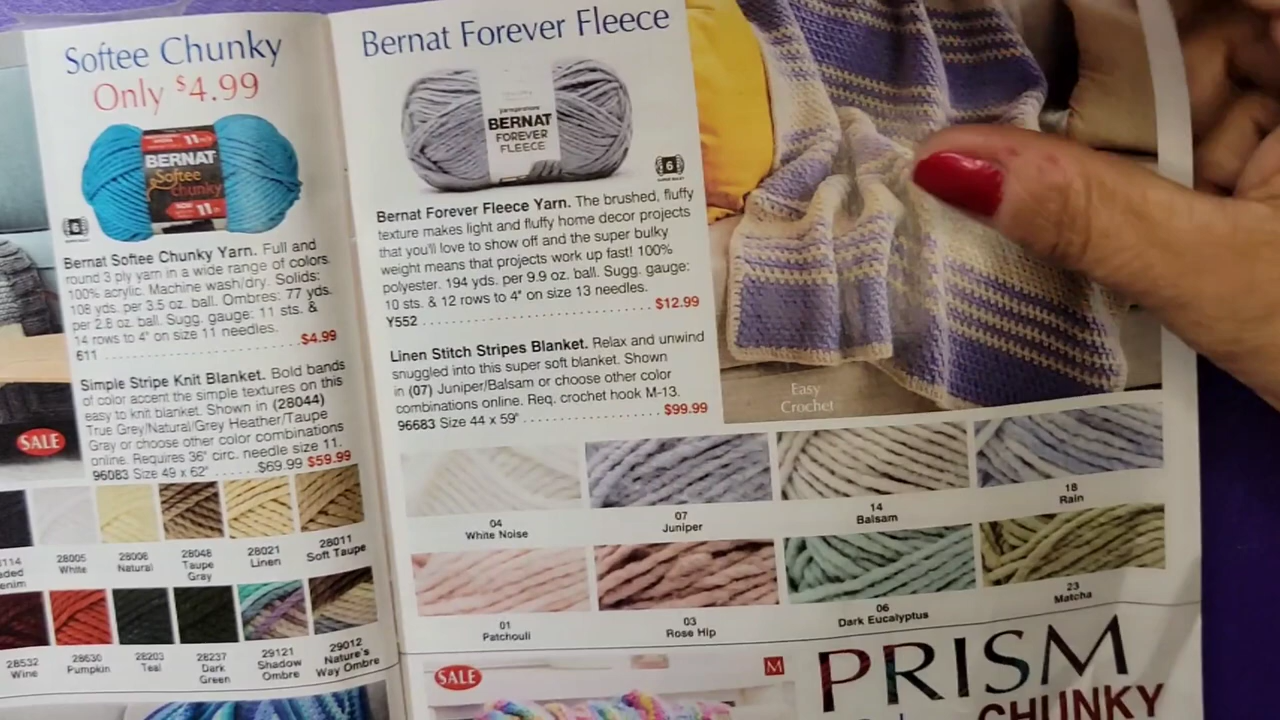 Softee Chunky
Only $4.99
BERNAT
Softee
chunky
11
Bernat Softee Chunky Yarn. Full and
round 3 ply yarn in a wide range of colors.
100% acrylic. Machine wash/dry. Solids:
108 yds. per 3.5 oz. ball. Ombres: 77 yds.
per 2.8 oz. ball. Sugg. gauge: 11 sts. &
14 rows to 4" on size 11 needles.
611 ........................ $4.99
Simple Stripe Knit Blanket. Bold bands
of color accent the simple textures on this
easy to knit blanket. Shown in (28044)
True Grey/Natural/Grey Heather/Taupe
Gray or choose other color combinations
online. Requires 36" circ. needle size 11.
96083 Size 49 x 62" ....... $69.99 $59.99
SALE
28005
White
28008
Natural
28048
Taupe
Gray
28021
Linen
28011
Soft Taupe
28532
Wine
28630
Pumpkin
28203
Teal
28237
Dark
Green
29121
Shadow
Ombre
29012
Nature's
Way Ombre
Bernat Forever Fleece
BERNAT
FOREVER
FLEECE
6
Bernat Forever Fleece Yarn. The brushed, fluffy
texture makes light and fluffy home decor projects
that you'll love to show off and the super bulky
weight means that projects work up fast! 100%
polyester. 194 yds. per 9.9 oz. ball. Sugg. gauge:
10 sts. & 12 rows to 4" on size 13 needles.
Y552 .............................. $12.99
Linen Stitch Stripes Blanket. Relax and unwind
snuggled into this super soft blanket. Shown
in (07) Juniper/Balsam or choose other color
combinations online. Req. crochet hook M-13.
96683 Size 44 x 59" .................. $99.99
Easy
Crochet
04
White Noise
07
Juniper
14
Balsam
18
Rain
01
Patchouli
03
Rose Hip
06
Dark Eucalyptus
23
Matcha
SALE
M
PRISM
CHUNKY